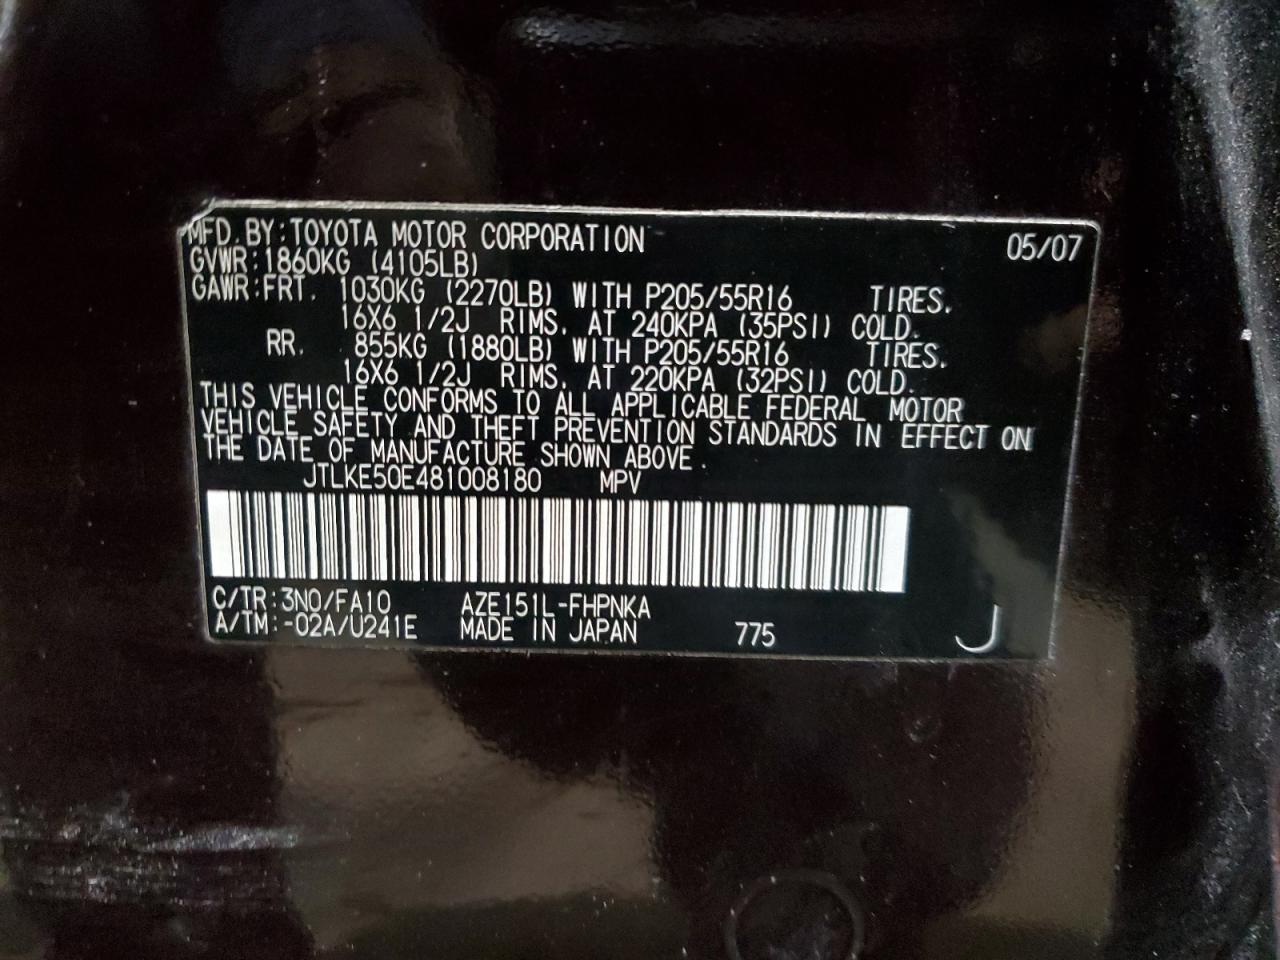 MFD. BY: TOYOTA MOTOR CORPORATION 05/07
GVWR: 1860KG (4105LB)
GAWR: FRT. 1030KG (2270LB) WITH P205/55R16 TIRES.
16X6 1/2J RIMS. AT 240KPA (35PSI) COLD.
RR. 855KG (1880LB) WITH P205/55R16 TIRES.
16X6 1/2J RIMS. AT 220KPA (32PSI) COLD.
THIS VEHICLE CONFORMS TO ALL APPLICABLE FEDERAL MOTOR
VEHICLE SAFETY AND THEFT PREVENTION STANDARDS IN EFFECT ON
THE DATE OF MANUFACTURE SHOWN ABOVE.
JTLKE50E481008180 MPV
C/TR: 3N0/FA10 AZE151L-FHPNKA
A/TM: -02A/U241E MADE IN JAPAN 775 J